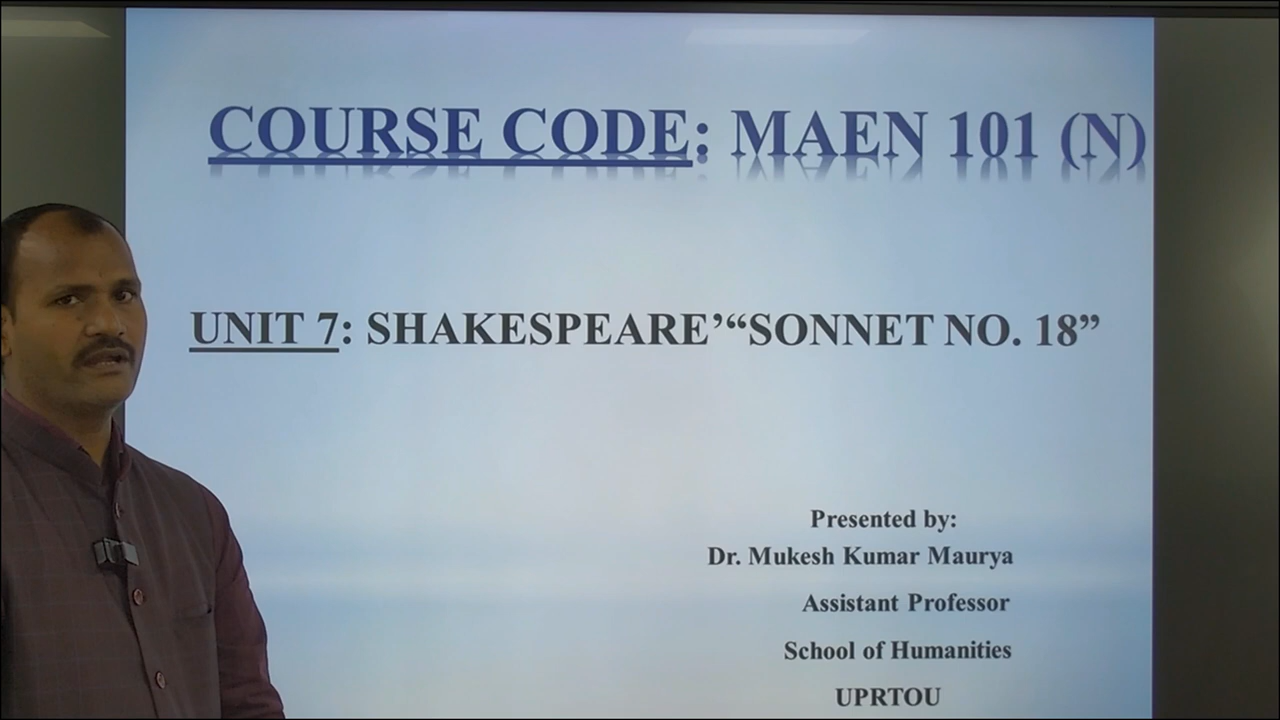 COURSE CODE: MAEN 101 (N)
UNIT 7: SHAKESPEARE’“SONNET NO. 18”
Presented by:
Dr. Mukesh Kumar Maurya
Assistant Professor
School of Humanities
UPRTOU